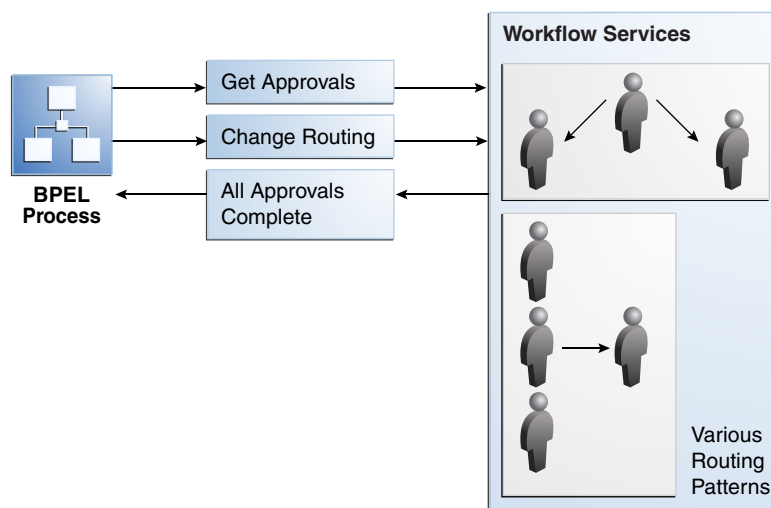 Workflow Services
Get Approvals
Change Routing
All Approvals
Complete
BPEL
Process
Various
Routing
Patterns